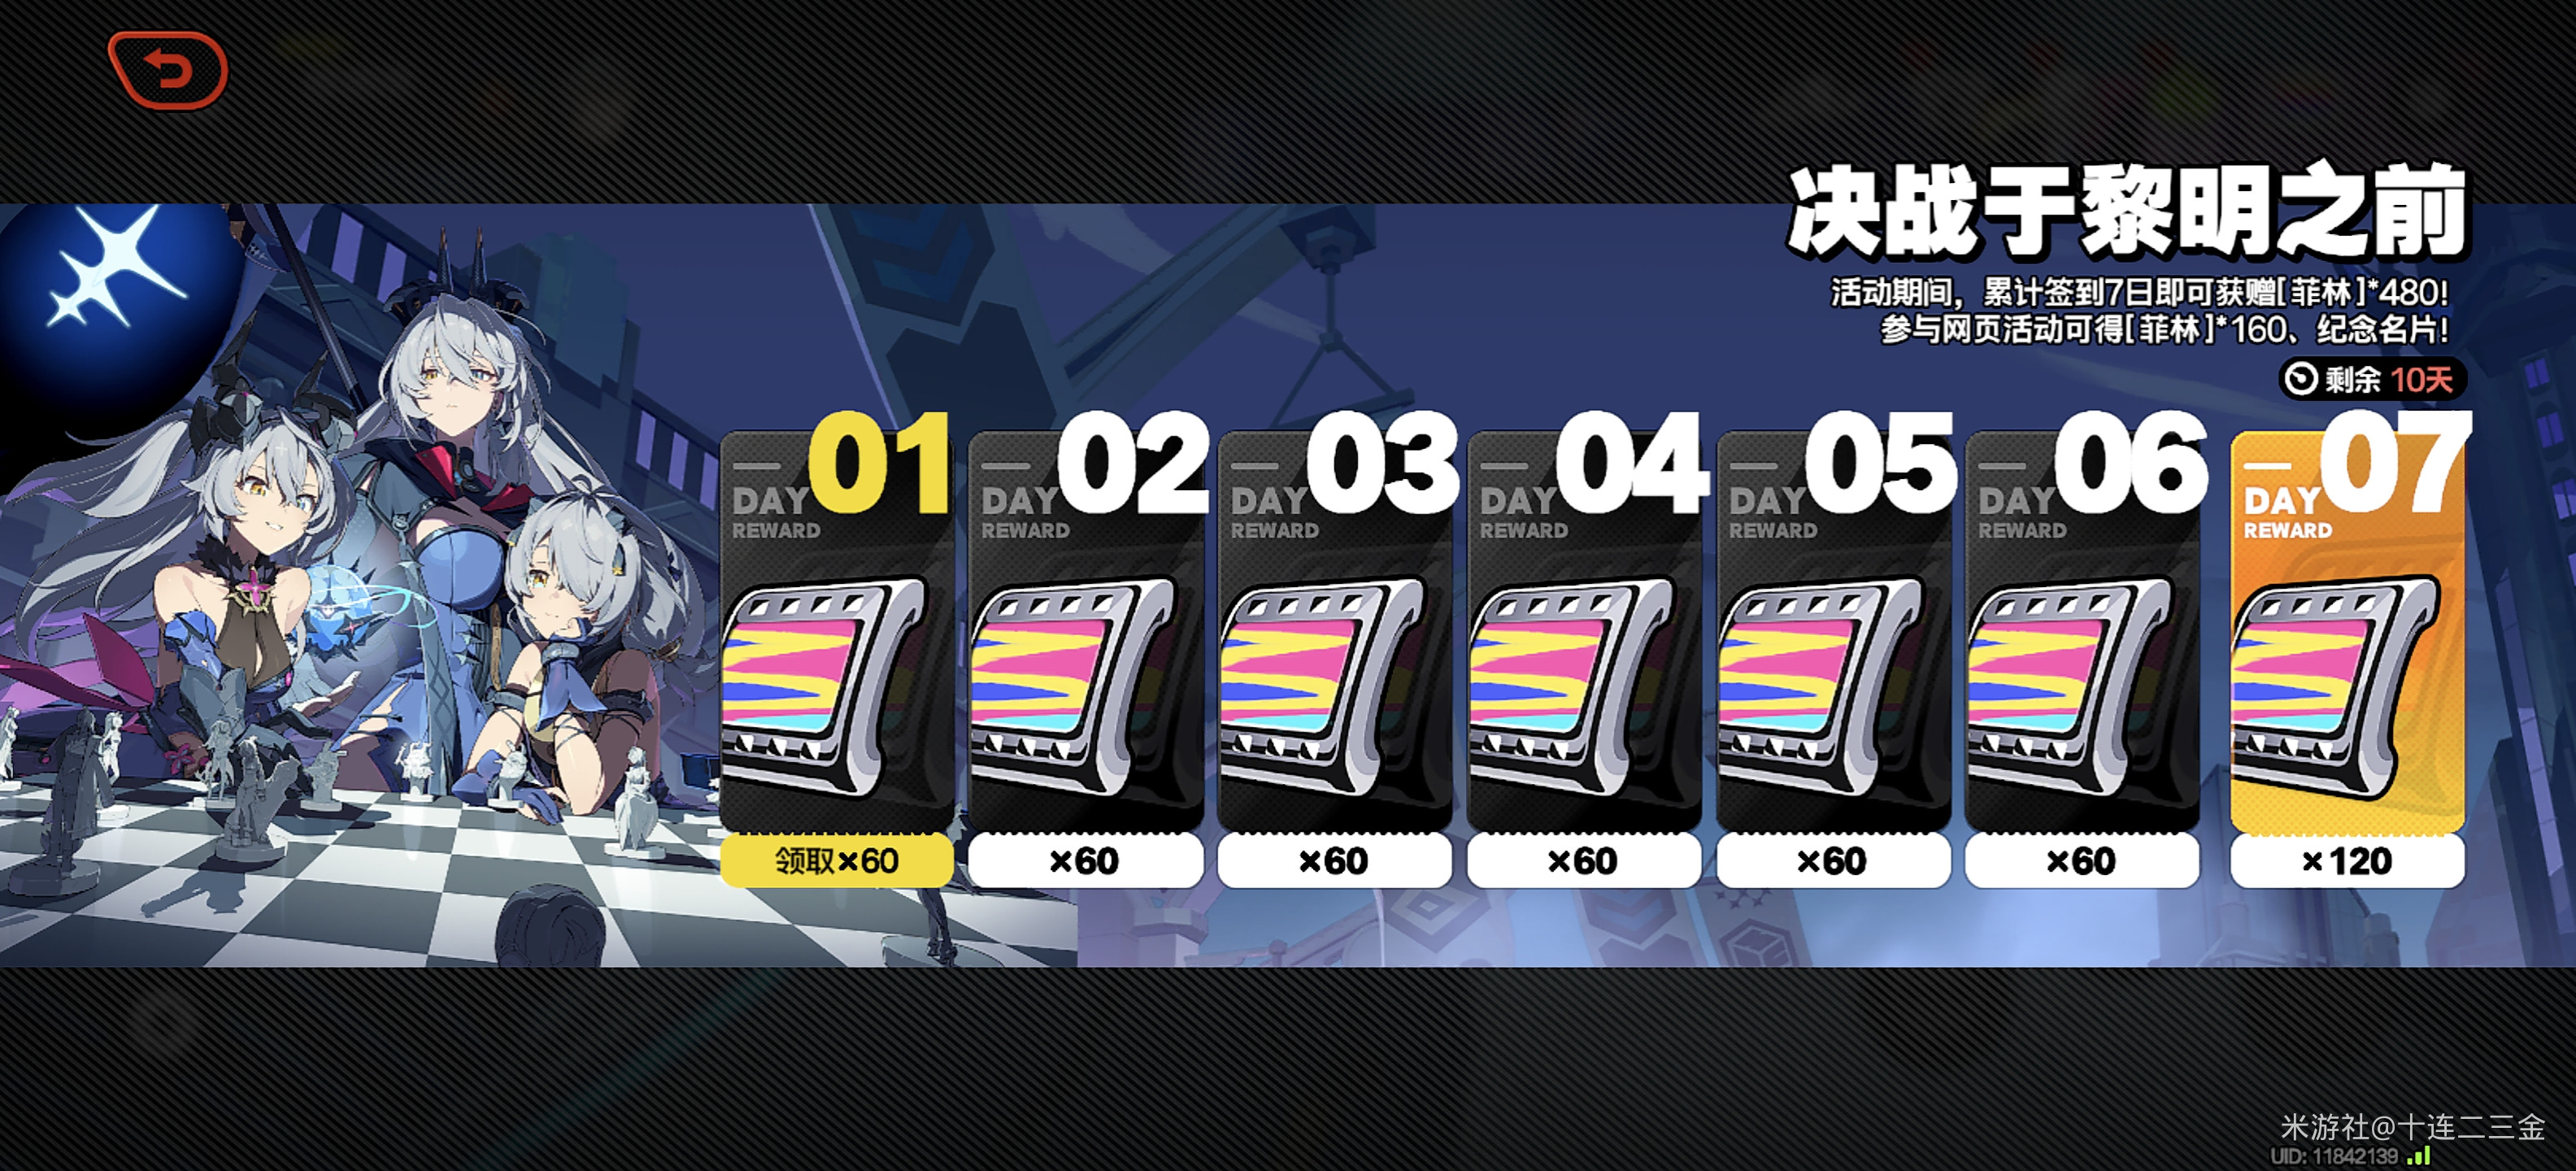 决战于黎明之前
活动期间，累计签到7日即可获赠[菲林]*480!
参与网页活动可得[菲林]*160、纪念名片!
剩余 10天
01
DAY
REWARD
领取×60
02
DAY
REWARD
×60
03
DAY
REWARD
×60
04
DAY
REWARD
×60
05
DAY
REWARD
×60
06
DAY
REWARD
×60
07
DAY
REWARD
×120
米游社@十连二三金
UID: 11842139